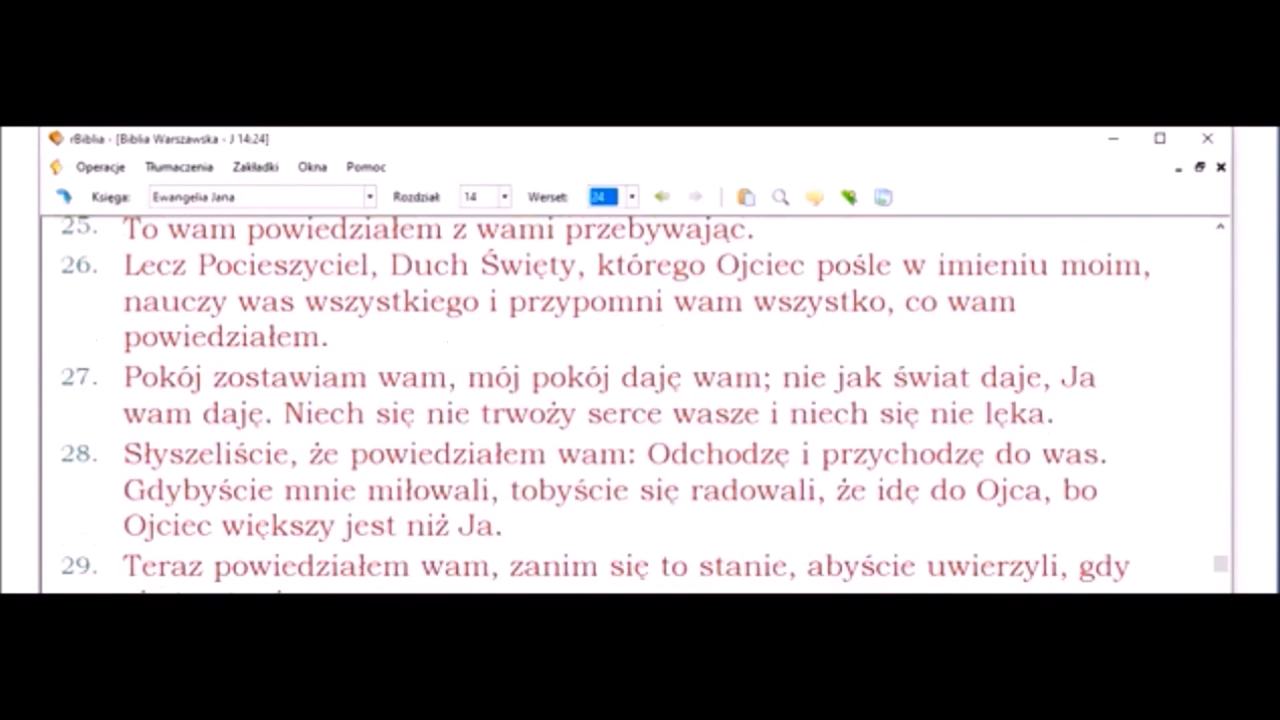 rBiblia - [Biblia Warszawska - J 14:24]
Operacje Tłumaczenia Zakładki Okna Pomoc
Księga: Ewangelia Jana Rozdział: 14 Werset: 24
25. To wam powiedziałem z wami przebywając.
26. Lecz Pocieszyciel, Duch Święty, którego Ojciec pośle w imieniu moim,
nauczy was wszystkiego i przypomni wam wszystko, co wam
powiedziałem.
27. Pokój zostawiam wam, mój pokój daję wam; nie jak świat daje, Ja
wam daję. Niech się nie trwoży serce wasze i niech się nie lęka.
28. Słyszeliście, że powiedziałem wam: Odchodzę i przychodzę do was.
Gdybyście mnie miłowali, tobyście się radowali, że idę do Ojca, bo
Ojciec większy jest niż Ja.
29. Teraz powiedziałem wam, zanim się to stanie, abyście uwierzyli, gdy